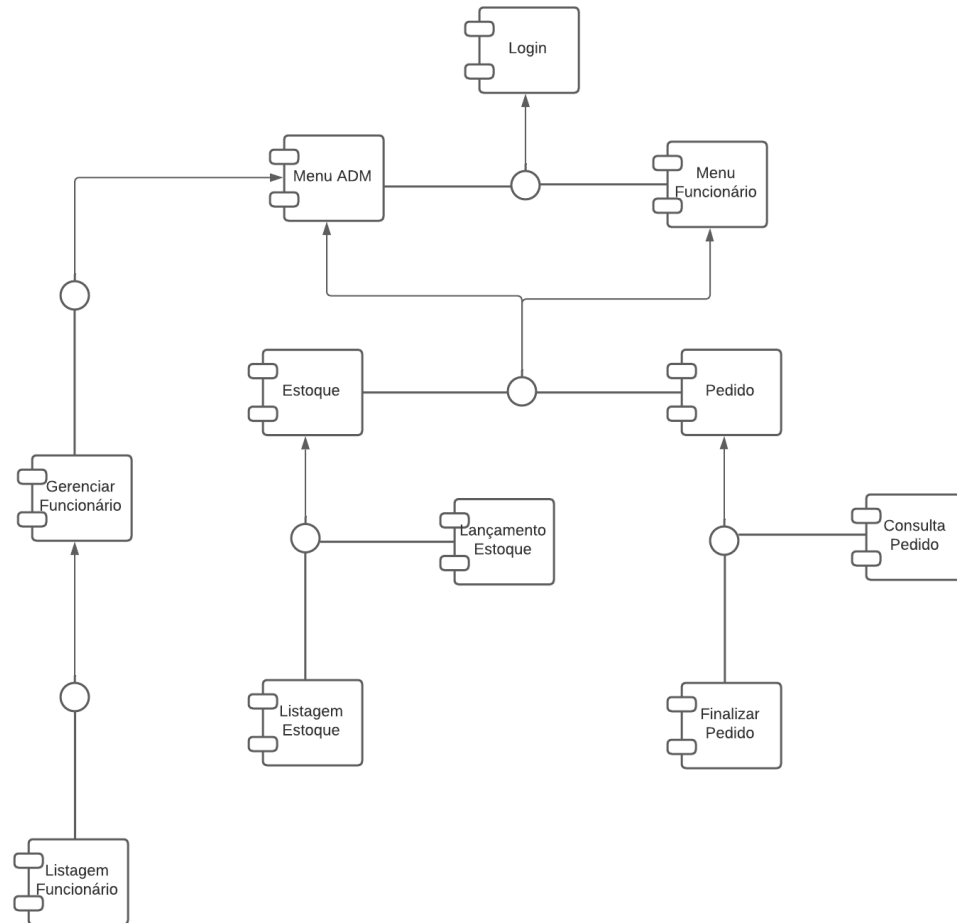 Login
Menu ADM
Menu
Funcionário
Estoque
Pedido
Gerenciar
Funcionário
Lançamento
Estoque
Consulta
Pedido
Listagem
Estoque
Finalizar
Pedido
Listagem
Funcionário